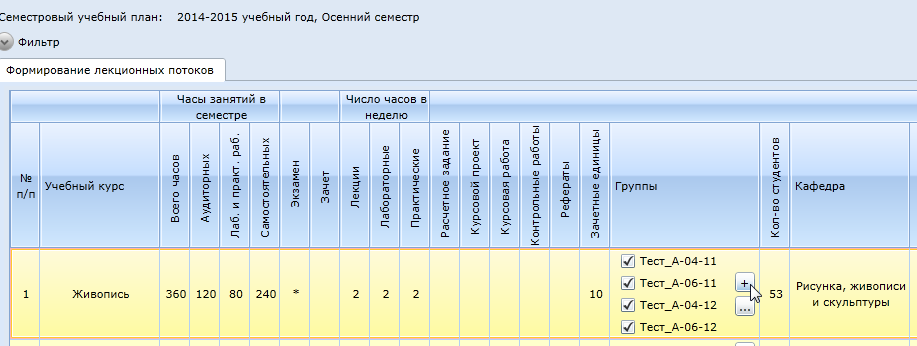 Семестровый учебный план: 2014-2015 учебный год, Осенний семестр
Фильтр
Формирование лекционных потоков
Часы занятий в семестре
Число часов в неделю
№ п/п
Учебный курс
Всего часов
Аудиторных
Лаб. и практ. раб.
Самостоятельных
Экзамен
Зачет
Лекции
Лабораторные
Практические
Расчетное задание
Курсовой проект
Курсовая работа
Контрольные работы
Рефераты
Зачетные единицы
Группы
Кол-во студентов
Кафедра
1
Живопись
360
120
80
240
*
2
2
2
10
Тест_А-04-11
Тест_А-06-11
Тест_А-04-12
Тест_А-06-12
+
...
53
Рисунка, живописи
и скульптуры